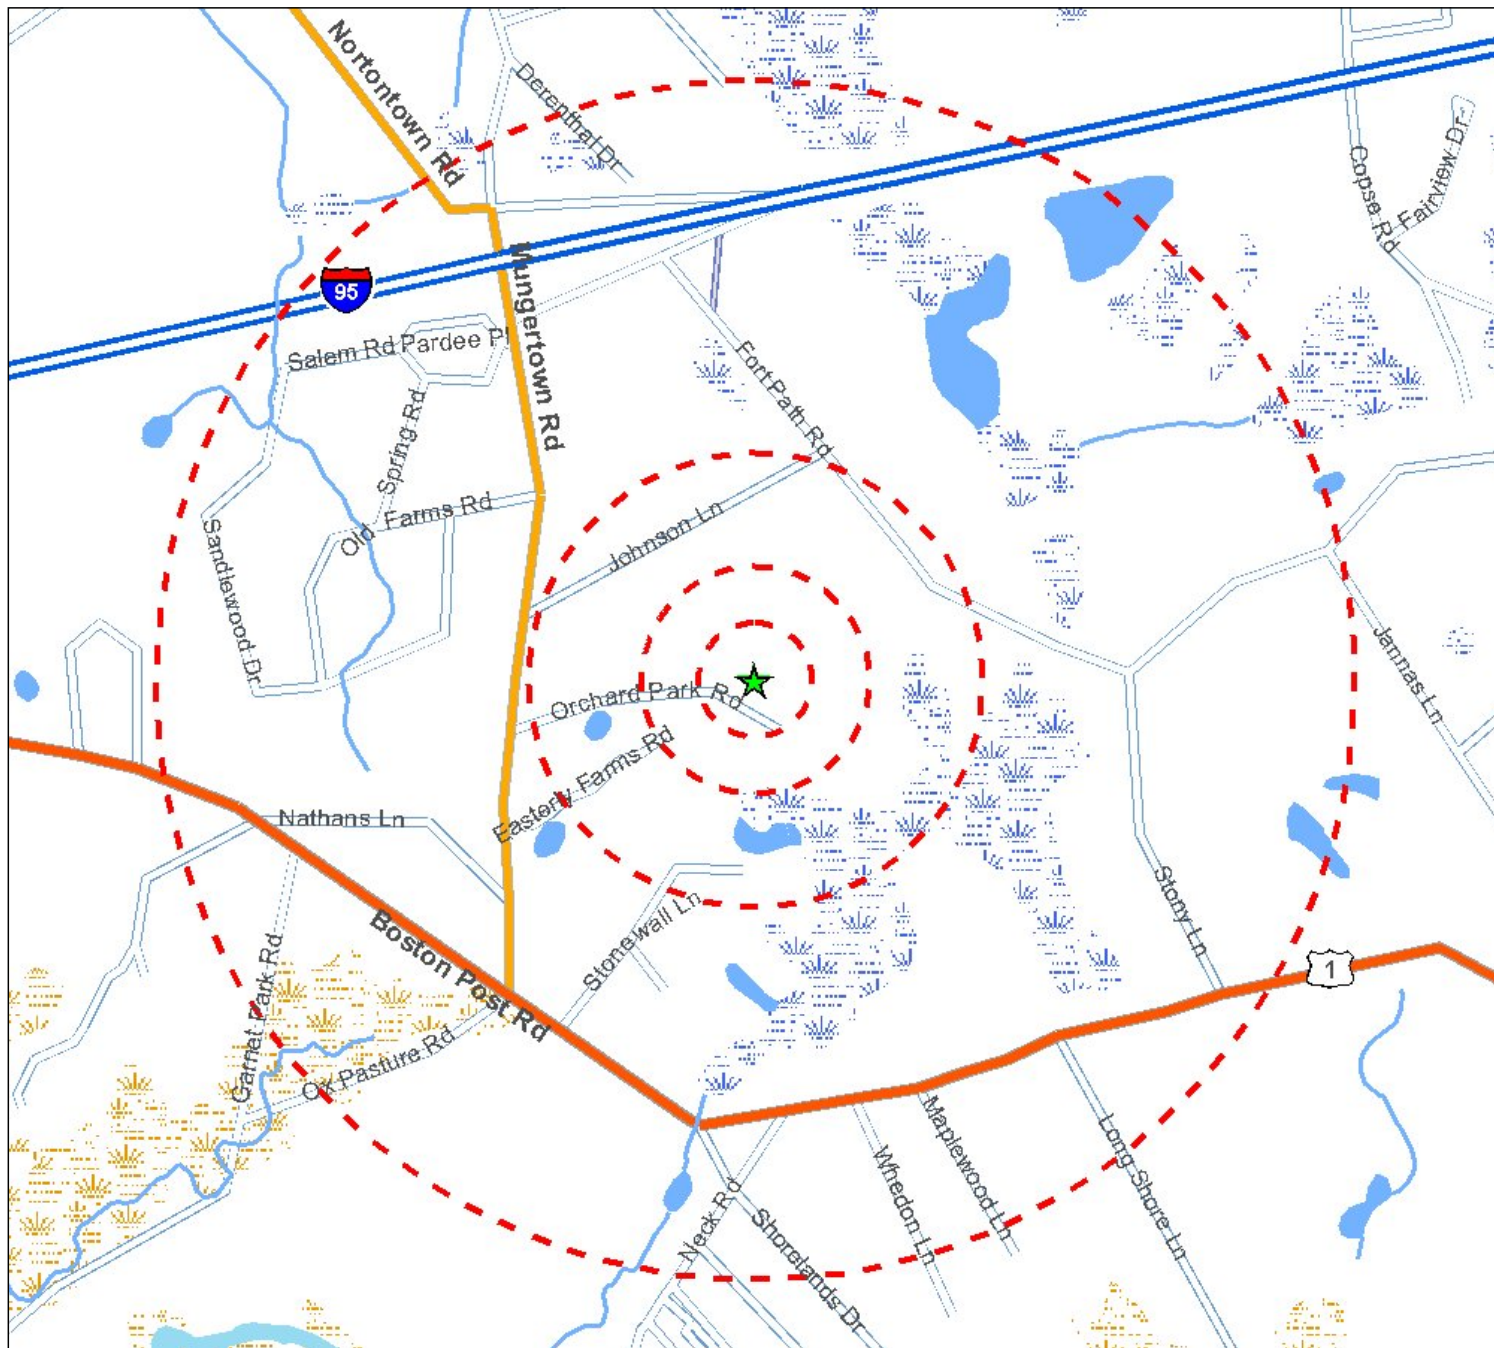 Nortontown Rd
Derenthal Dr
Copse Rd
Fairview Dr
Mungertown Rd
95
Salem Rd
Pardee Pl
Fort Path Rd
Spring Rd
Old Farms Rd
Johnson Ln
Sandlewood Dr
Jannas Ln
Orchard Park Rd
Easterly Farms Rd
Nathans Ln
Stony Ln
Stonewall Ln
Boston Post Rd
1
Garnet Park Rd
Ox Pasture Rd
Neck Rd
Shorelands Dr
Whedon Ln
Maplewood Ln
Long Shore Ln